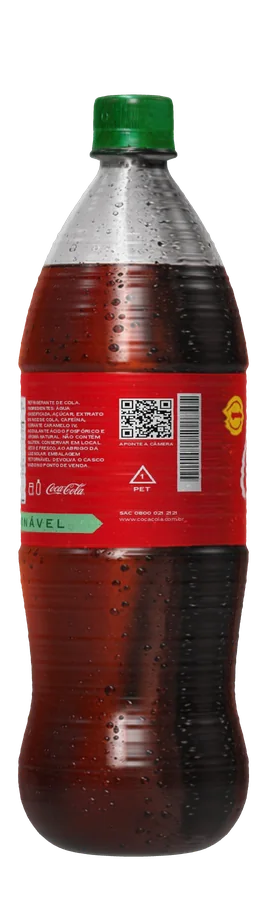 REFRIGERANTE DE COLA.
INGREDIENTES: ÁGUA
GASEIFICADA, AÇÚCAR, EXTRATO
DE NOZ DE COLA, CAFEÍNA,
CORANTE CARAMELO IV,
ACIDULANTE ÁCIDO FOSFÓRICO E
AROMA NATURAL. NÃO CONTÉM
GLÚTEN. CONSERVAR EM LOCAL
SECO E FRESCO, AO ABRIGO DA
LUZ SOLAR. EMBALAGEM
RETORNÁVEL: DEVOLVA O CASCO
NO PONTO DE VENDA.
Coca-Cola
NÁVEL
APONTE A CÂMERA
1
PET
SAC 0800 021 2121
www.cocacola.com.br